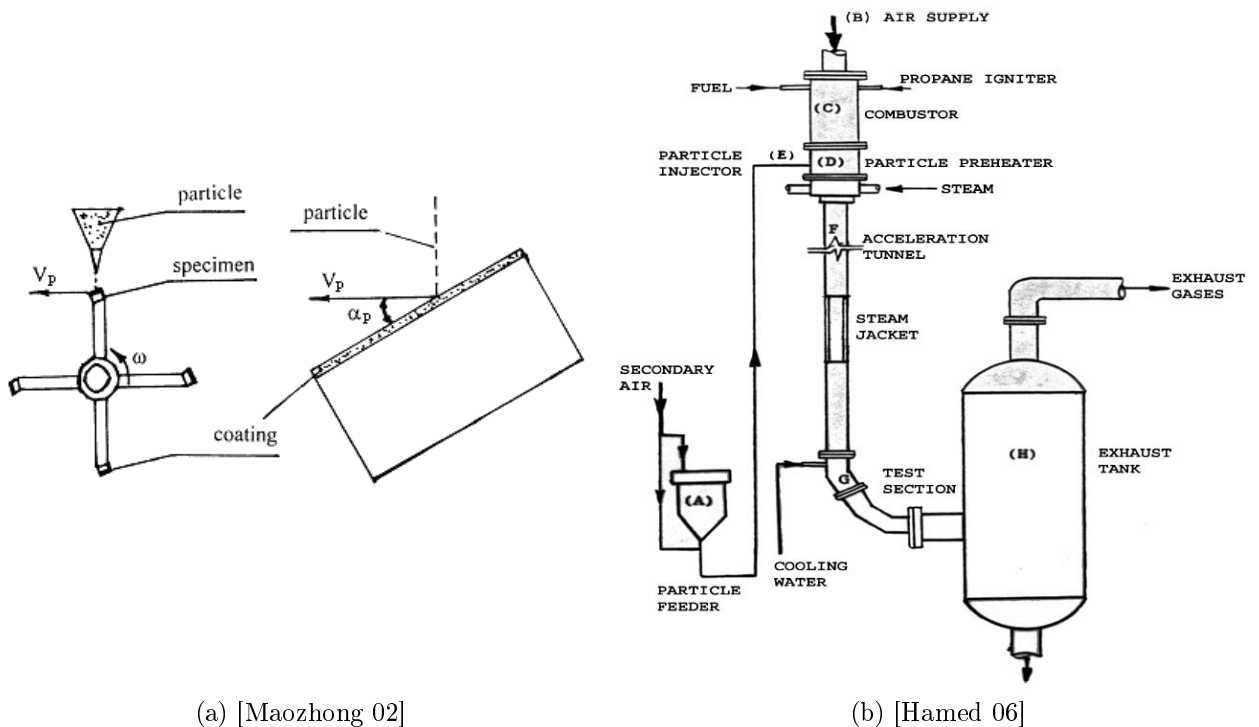 particle
V_p
specimen
ω
coating
particle
V_p
α_p
(B) AIR SUPPLY
FUEL
PROPANE IGNITER
(C)
COMBUSTOR
PARTICLE
INJECTOR
(E)
(D)
PARTICLE PREHEATER
STEAM
F
ACCELERATION
TUNNEL
STEAM
JACKET
EXHAUST
GASES
SECONDARY
AIR
(A)
PARTICLE
FEEDER
G
TEST
SECTION
COOLING
WATER
(H)
EXHAUST
TANK
(a) [Maozhong 02]
(b) [Hamed 06]